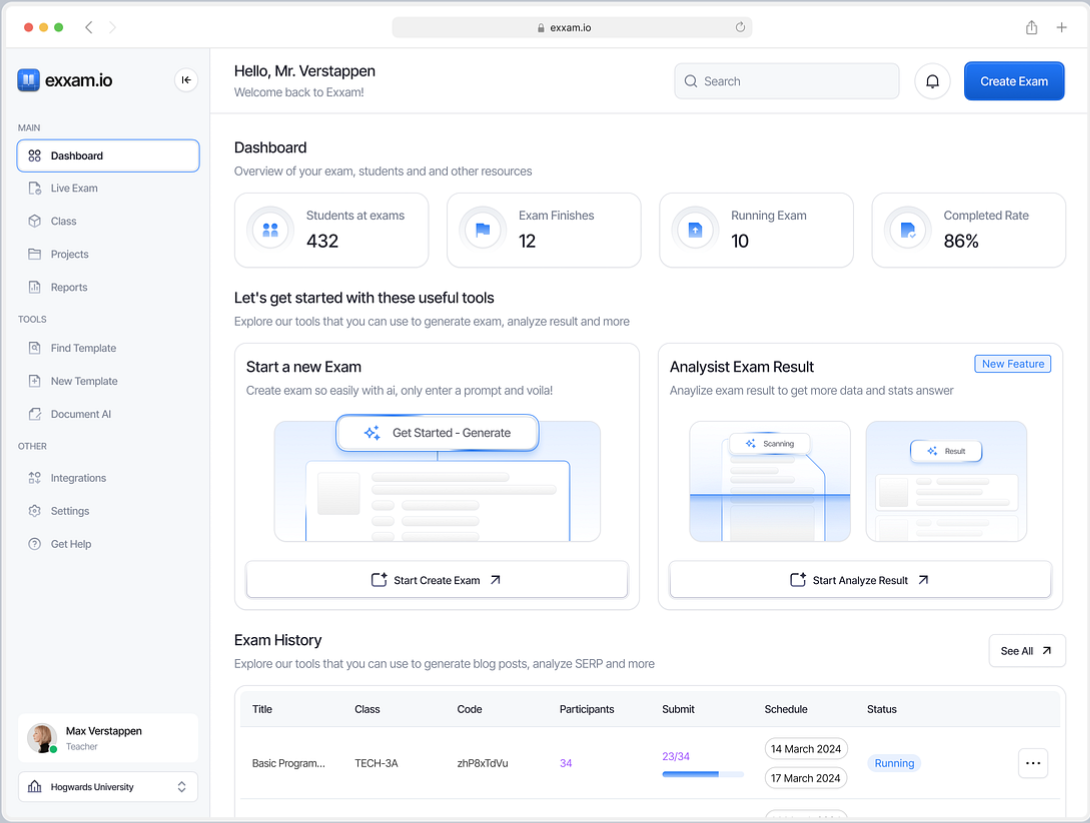 exxam.io
exxam.io
Hello, Mr. Verstappen
Welcome back to Exxam!
Search
Create Exam
MAIN
Dashboard
Live Exam
Class
Projects
Reports
TOOLS
Find Template
New Template
Document AI
OTHER
Integrations
Settings
Get Help
Max Verstappen
Teacher
Hogwards University
Dashboard
Overview of your exam, students and and other resources
Students at exams
432
Exam Finishes
12
Running Exam
10
Completed Rate
86%
Let's get started with these useful tools
Explore our tools that you can use to generate exam, analyze result and more
Start a new Exam
Create exam so easily with ai, only enter a prompt and voila!
Get Started - Generate
Start Create Exam
Analysist Exam Result
New Feature
Anaylize exam result to get more data and stats answer
Scanning
Result
Start Analyze Result
Exam History
Explore our tools that you can use to generate blog posts, analyze SERP and more
See All
Title Class Code Participants Submit Schedule Status
Basic Program... TECH-3A zhP8xTdVu 34 23/34 14 March 2024 Running
17 March 2024